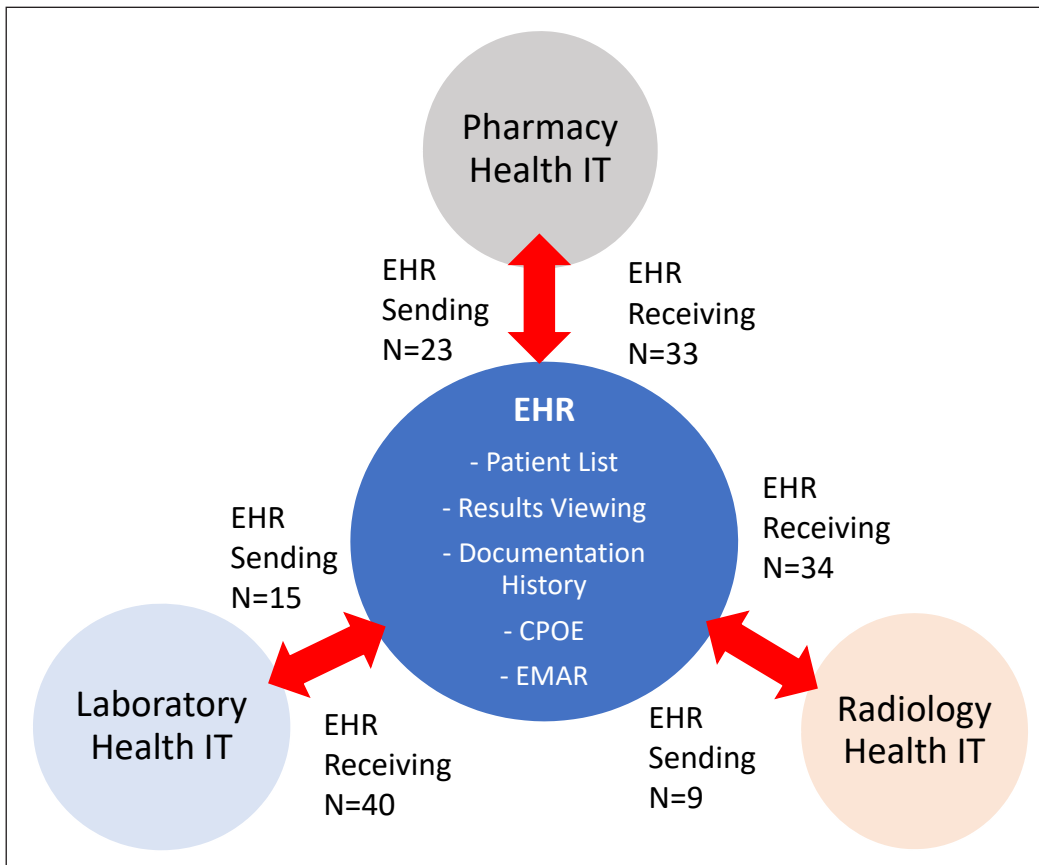 Pharmacy
Health IT
EHR
Sending
N=23
EHR
Receiving
N=33
EHR
- Patient List
- Results Viewing
- Documentation
History
- CPOE
- EMAR
EHR
Sending
N=15
EHR
Receiving
N=34
Laboratory
Health IT
EHR
Receiving
N=40
EHR
Sending
N=9
Radiology
Health IT